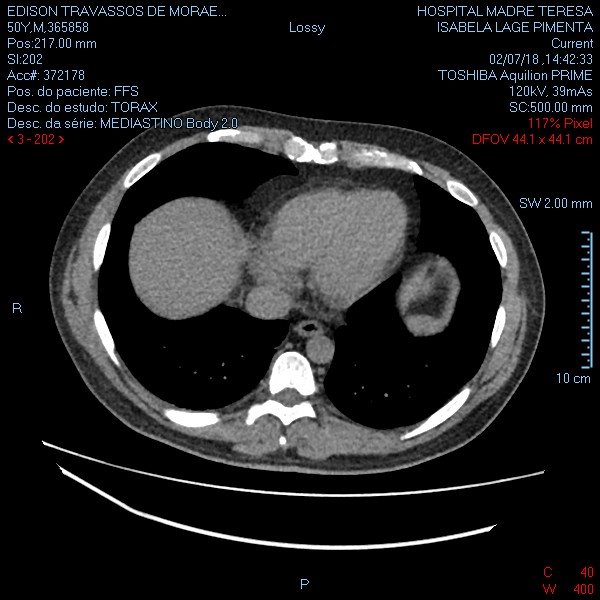 EDISON TRAVASSOS DE MORAE...
50Y,M,365858
Pos:217.00 mm
SI:202
Acc#: 372178
Pos. do paciente: FFS
Desc. do estudo: TORAX
Desc. da série: MEDIASTINO Body 2.0
< 3 - 202 >
Lossy
HOSPITAL MADRE TERESA
ISABELA LAGE PIMENTA
Current
02/07/18 ,14:42:33
TOSHIBA Aquilion PRIME
120kV, 39mAs
SC:500.00 mm
117% Pixel
DFOV 44.1 x 44.1 cm
SW 2.00 mm
R
10 cm
P
C 40
W 400